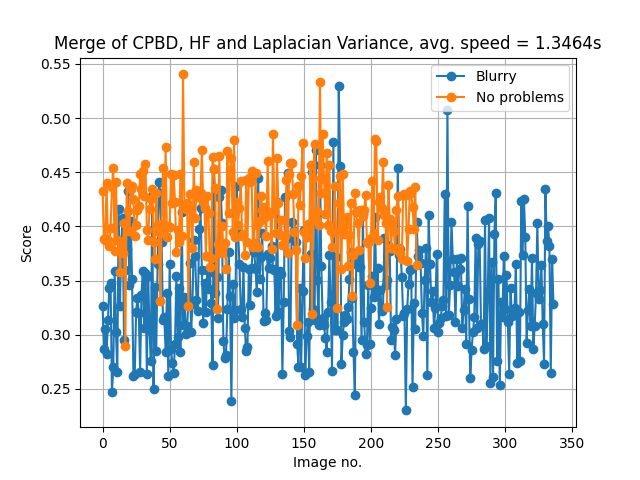 Merge of CPBD, HF and Laplacian Variance, avg. speed = 1.3464s
Blurry
No problems
0.55
0.50
0.45
0.40
0.35
0.30
0.25
Score
0 50 100 150 200 250 300 350
Image no.